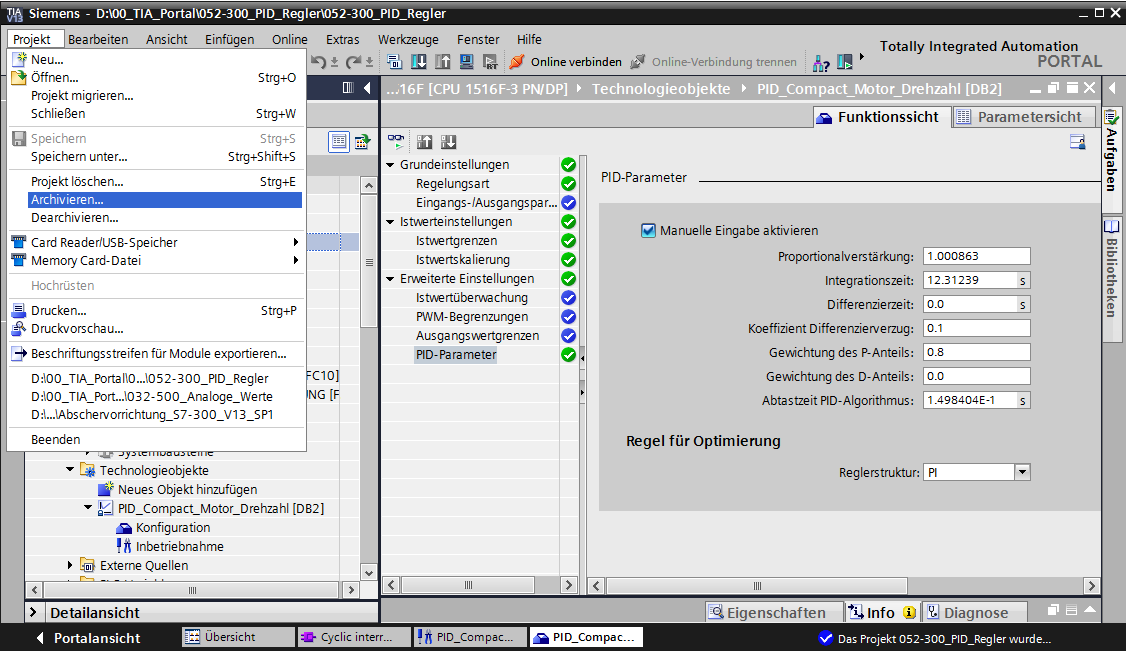 TIA
V13
Siemens - D:\00_TIA_Portal\052-300_PID_Regler\052-300_PID_Regler
Projekt Bearbeiten Ansicht Einfügen Online Extras Werkzeuge Fenster Hilfe
Totally Integrated Automation
PORTAL
Online verbinden Online-Verbindung trennen
Neu...
Öffnen... Strg+O
Projekt migrieren...
Schließen Strg+W
Speichern Strg+S
Speichern unter... Strg+Shift+S
Projekt löschen... Strg+E
Archivieren...
Dearchivieren...
Card Reader/USB-Speicher
Memory Card-Datei
Hochrüsten
Drucken... Strg+P
Druckvorschau...
Beschriftungsstreifen für Module exportieren...
D:\00_TIA_Portal\0...\052-300_PID_Regler
D:\00_TIA_Port...\032-500_Analoge_Werte
D:\...\Abschervorrichtung_S7-300_V13_SP1
Beenden
FC10]
NG [F
Systembausteine
Technologieobjekte
Neues Objekt hinzufügen
PID_Compact_Motor_Drehzahl [DB2]
Konfiguration
Inbetriebnahme
Externe Quellen
Detailansicht
...16F [CPU 1516F-3 PN/DP] Technologieobjekte PID_Compact_Motor_Drehzahl [DB2]
Funktionssicht Parametersicht
Grundeinstellungen
Regelungsart
Eingangs-/Ausgangspar...
Istwerteinstellungen
Istwertgrenzen
Istwertskalierung
Erweiterte Einstellungen
Istwertüberwachung
PWM-Begrenzungen
Ausgangswertgrenzen
PID-Parameter
PID-Parameter
Manuelle Eingabe aktivieren
Proportionalverstärkung: 1.000863
Integrationszeit: 12.31239 s
Differenzierzeit: 0.0 s
Koeffizient Differenzierverzug: 0.1
Gewichtung des P-Anteils: 0.8
Gewichtung des D-Anteils: 0.0
Abtastzeit PID-Algorithmus: 1.498404E-1 s
Regel für Optimierung
Reglerstruktur: PI
Aufgaben
Bibliotheken
Eigenschaften Info Diagnose
Portalansicht Übersicht Cyclic interr... PID_Compac... PID_Compac... Das Projekt 052-300_PID_Regler wurde...